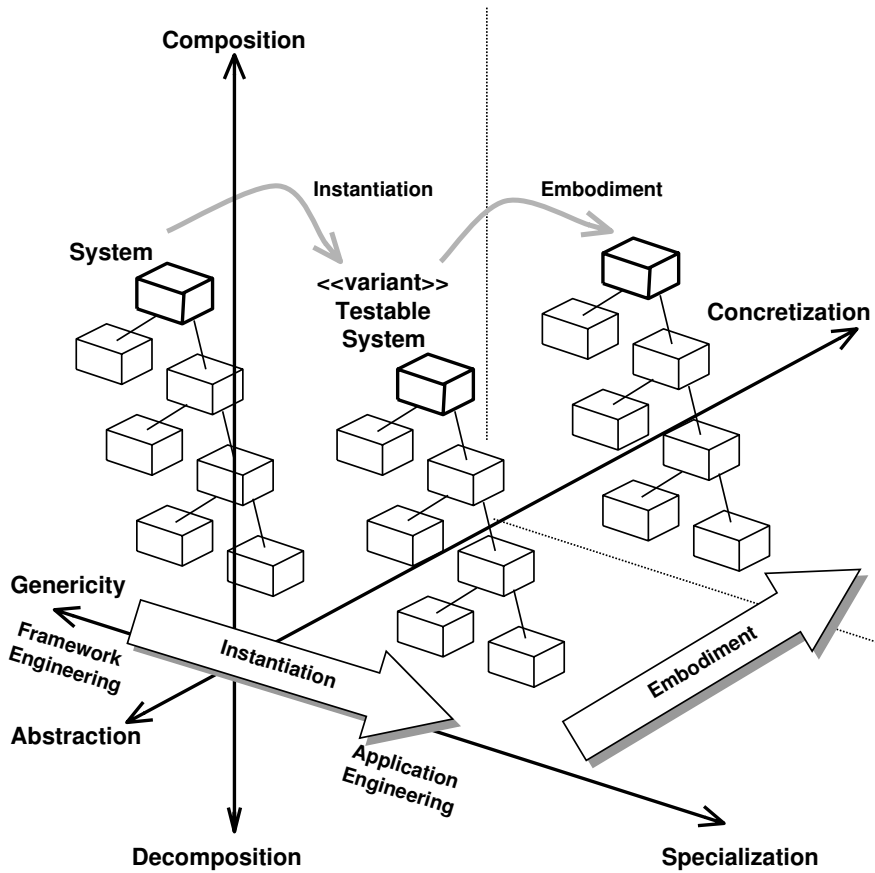 Composition
Instantiation
Embodiment
System
<<variant>>
Testable
System
Concretization
Genericity
Framework
Engineering
Instantiation
Embodiment
Abstraction
Application
Engineering
Decomposition
Specialization